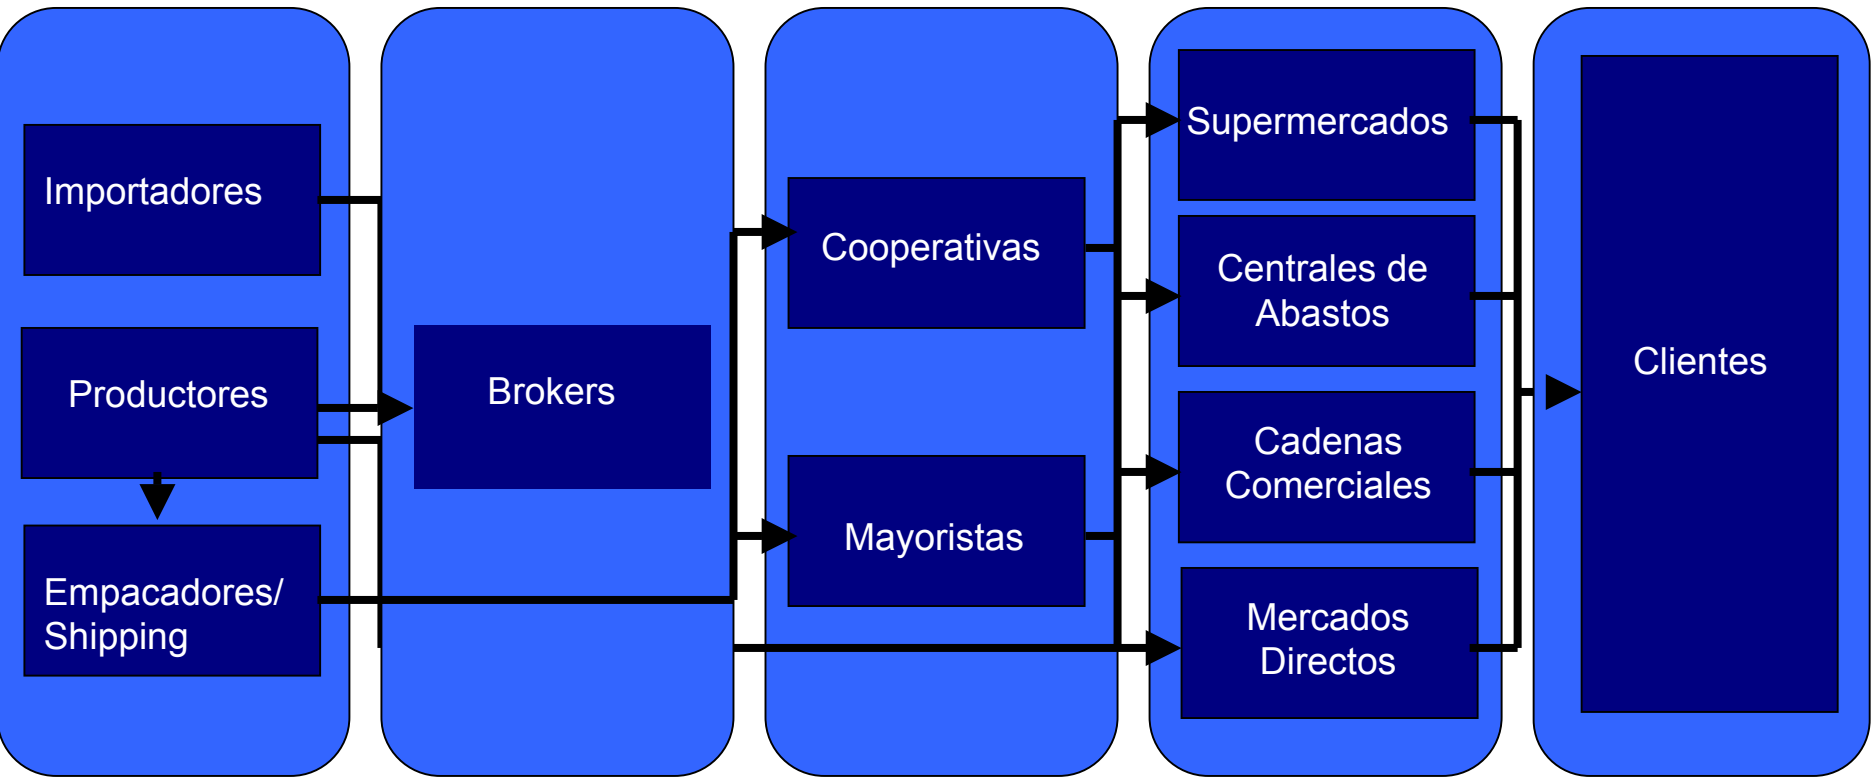 Importadores
Productores
Empacadores/
Shipping
Brokers
Cooperativas
Mayoristas
Supermercados
Centrales de
Abastos
Cadenas
Comerciales
Mercados
Directos
Clientes